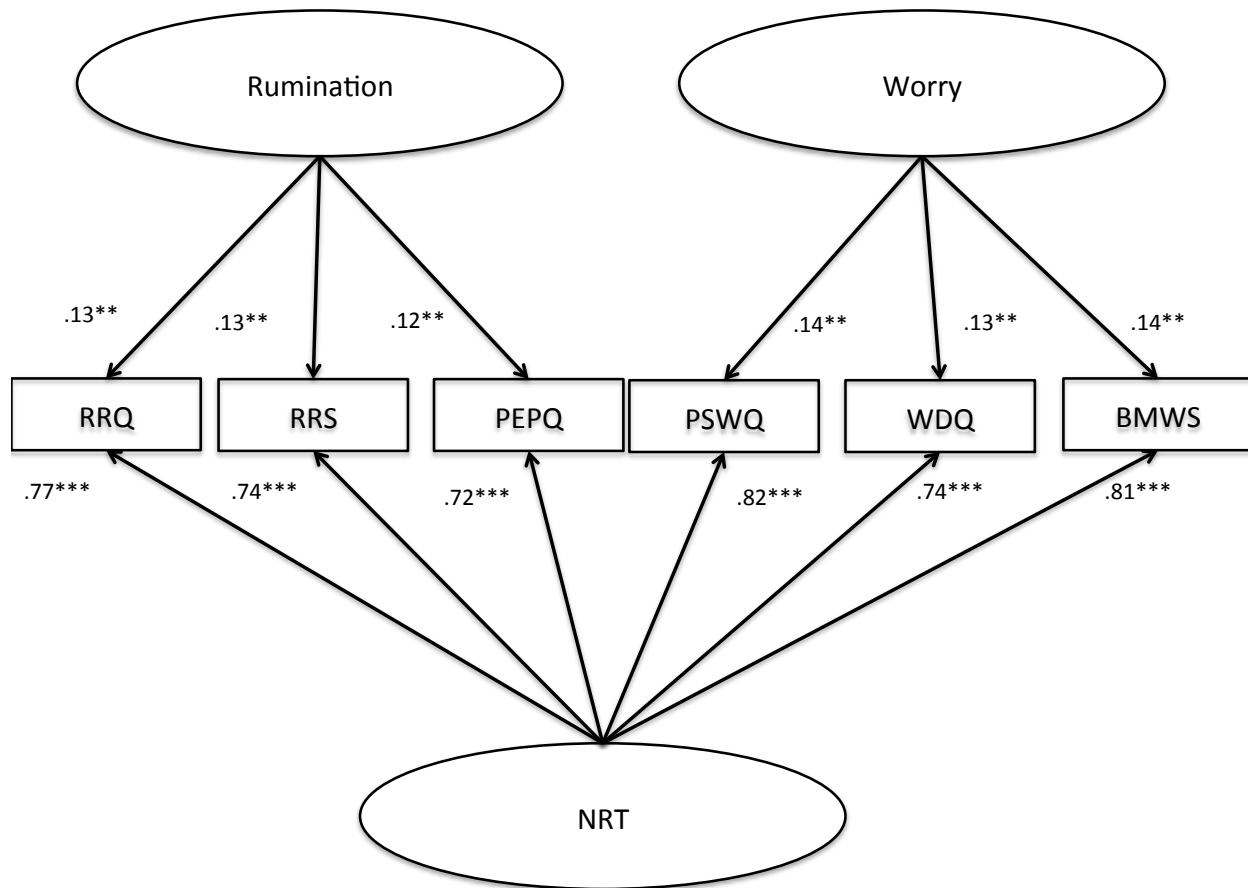 Rumination
Worry
.13**
.13**
.12**
.14**
.13**
.14**
RRQ
RRS
PEPQ
PSWQ
WDQ
BMWS
.77***
.74***
.72***
.82***
.74***
.81***
NRT